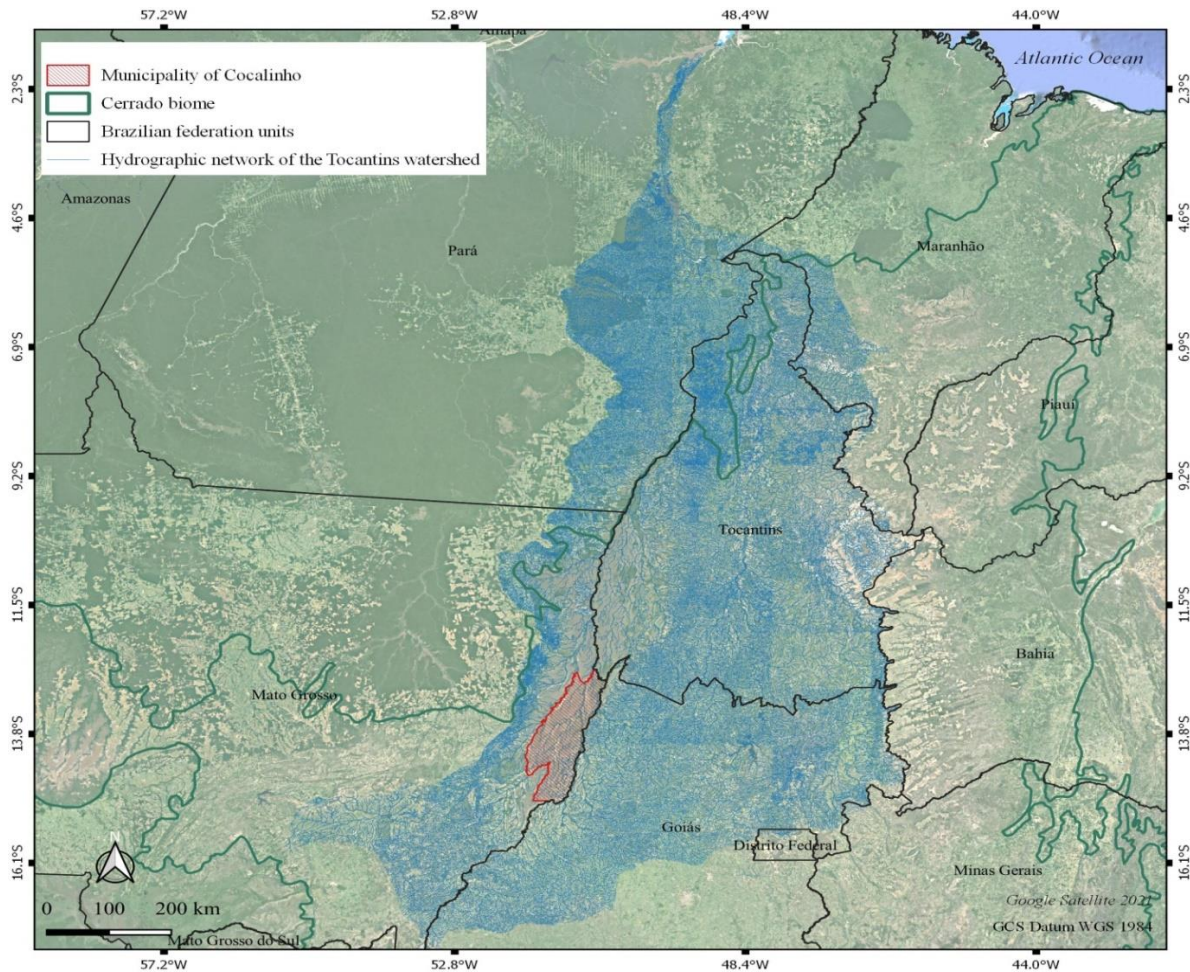 57.2°W
52.8°W
48.4°W
44.0°W
Amapá
Atlantic Ocean
Municipality of Cocalinho
Cerrado biome
Brazilian federation units
Hydrographic network of the Tocantins watershed
2.3°S
2.3°S
Amazonas
4.6°S
4.6°S
Pará
Maranhão
6.9°S
6.9°S
Piauí
9.2°S
9.2°S
Tocantins
11.5°S
11.5°S
Bahia
Mato Grosso
13.8°S
13.8°S
Goiás
Distrito Federal
16.1°S
16.1°S
Minas Gerais
N
Google Satellite 2021
0 100 200 km
GCS Datum WGS 1984
Mato Grosso do Sul
57.2°W
52.8°W
48.4°W
44.0°W